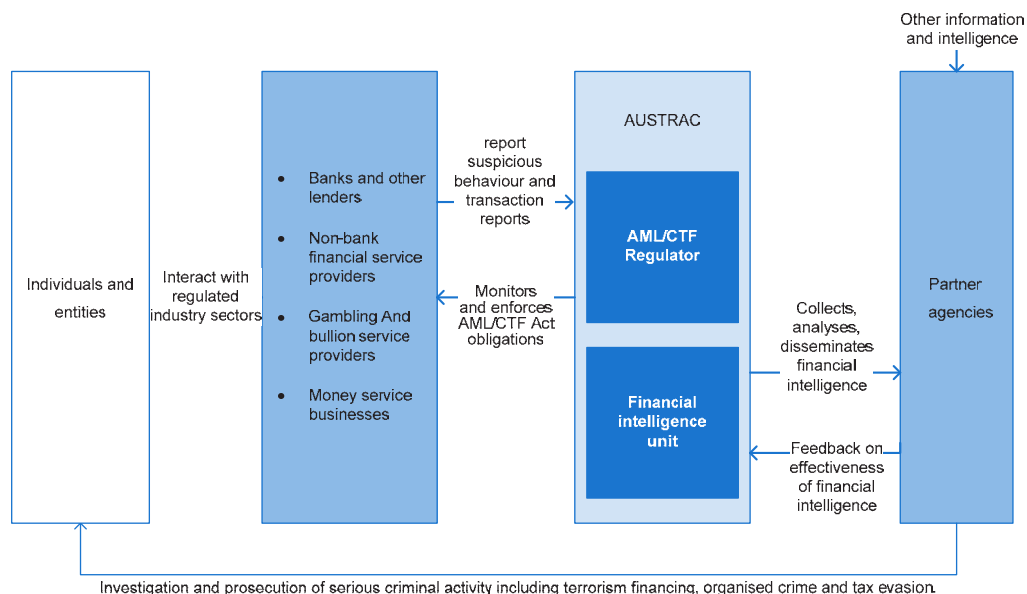 Other information
and intelligence
Individuals and
entities
Interact with
regulated
industry sectors
• Banks and other
lenders
• Non-bank
financial service
providers
• Gambling And
bullion service
providers
• Money service
businesses
report
suspicious
behaviour and
transaction
reports
Monitors
and enforces
AML/CTF Act
obligations
AUSTRAC
AML/CTF
Regulator
Financial
intelligence
unit
Collects,
analyses,
disseminates
financial
intelligence
Feedback on
effectiveness
of financial
intelligence
Partner
agencies
Investigation and prosecution of serious criminal activity including terrorism financing, organised crime and tax evasion.